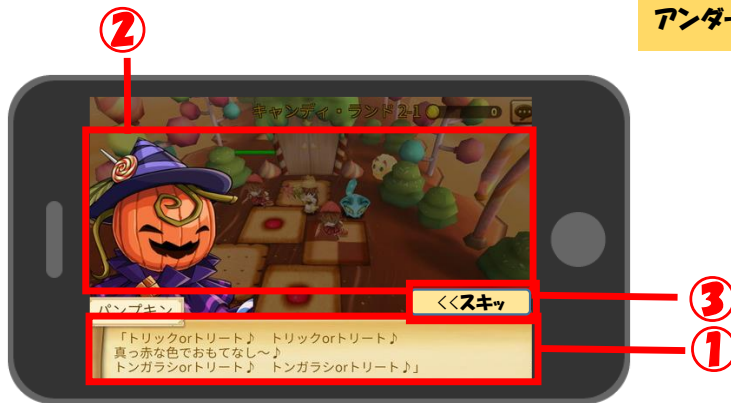 アンダー
②
キャンディ・ランド 2-1
0
<<スキッ
③
パンプキン
「トリックorトリート♪ トリックorトリート♪
真っ赤な色でおもてなし～♪
トンガラシorトリート♪ トンガラシorトリート♪」
①